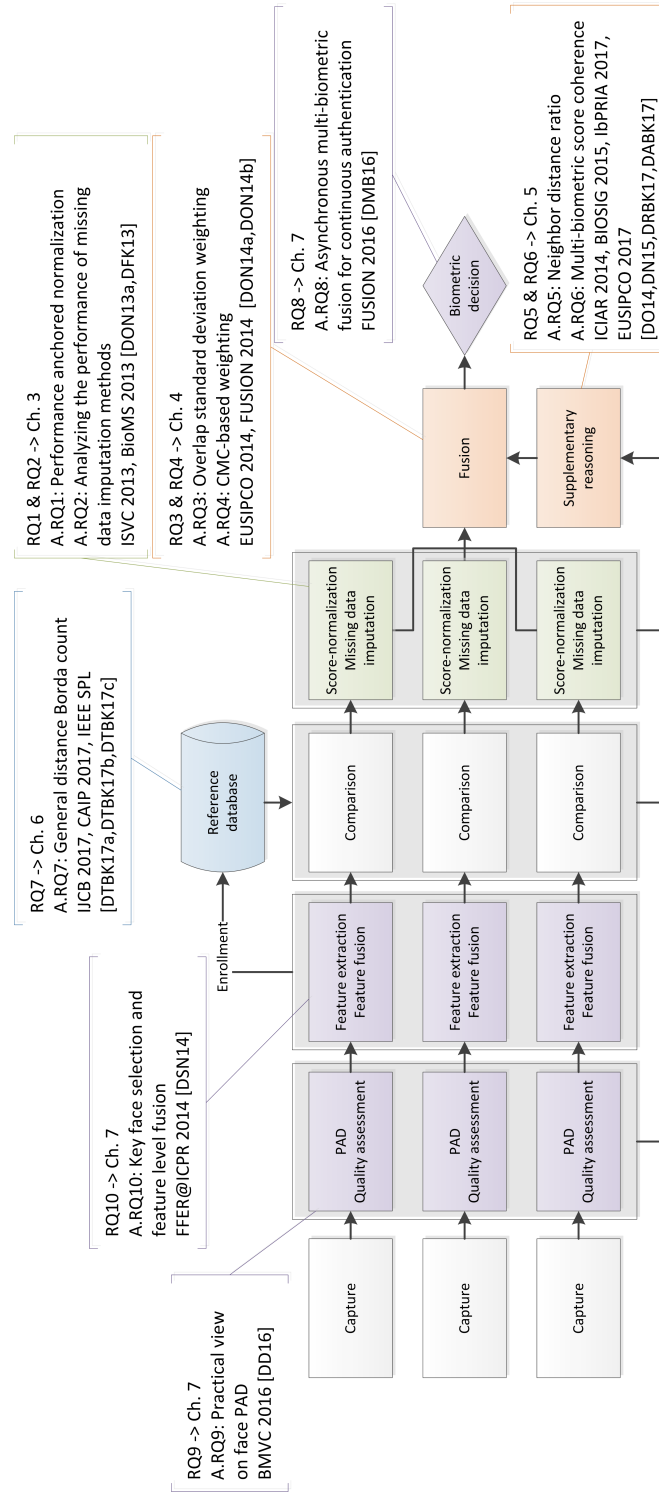 RQ9 -> Ch. 7
A.RQ9: Practical view
on face PAD
BMVC 2016 [DD16]
RQ10 -> Ch. 7
A.RQ10: Key face selection and
feature level fusion
FFER@ICPR 2014 [DSN14]
RQ7 -> Ch. 6
A.RQ7: General distance Borda count
IJCB 2017, CAIP 2017, IEEE SPL
[DTBK17a,DTBK17b,DTBK17c]
RQ1 & RQ2 -> Ch. 3
A.RQ1: Performance anchored normalization
A.RQ2: Analyzing the performance of missing
data imputation methods
ISVC 2013, BioMS 2013 [DON13a,DFK13]
RQ3 & RQ4 -> Ch. 4
A.RQ3: Overlap standard deviation weighting
A.RQ4: CMC-based weighting
EUSIPCO 2014, FUSION 2014 [DON14a,DON14b]
RQ8 -> Ch. 7
A.RQ8: Asynchronous multi-biometric
fusion for continuous authentication
FUSION 2016 [DMB16]
RQ5 & RQ6 -> Ch. 5
A.RQ5: Neighbor distance ratio
A.RQ6: Multi-biometric score coherence
ICIAR 2014, BIOSIG 2015, IbPRIA 2017,
EUSIPCO 2017
[DO14,DN15,DRBK17,DABK17]
Enrollment
Reference
database
Capture
PAD
Quality assessment
Feature extraction
Feature fusion
Comparison
Score-normalization
Missing data
imputation
Capture
PAD
Quality assessment
Feature extraction
Feature fusion
Comparison
Score-normalization
Missing data
imputation
Fusion
Biometric
decision
Capture
PAD
Quality assessment
Feature extraction
Feature fusion
Comparison
Score-normalization
Missing data
imputation
Supplementary
reasoning